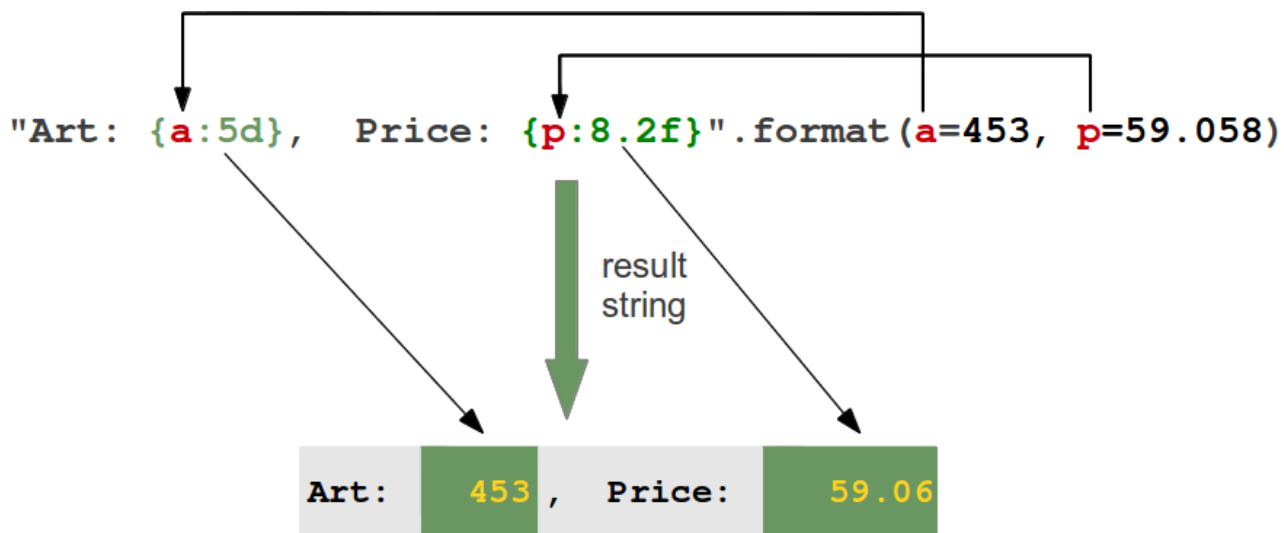 "Art: {a:5d},  Price: {p:8.2f}".format(a=453, p=59.058)
result
string
Art:   453,  Price:    59.06